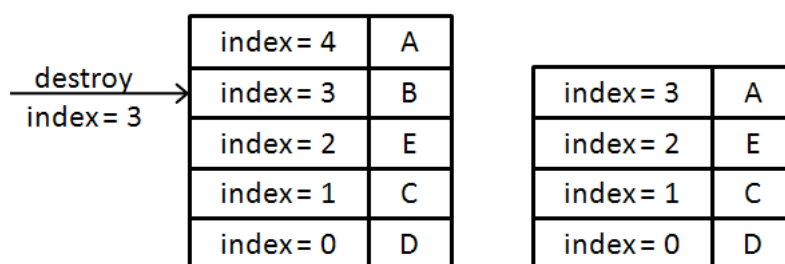 index= 4 A
destroy index= 3 B index= 3 A
index= 3 index= 2 E index= 2 E
index= 1 C index= 1 C
index= 0 D index= 0 D